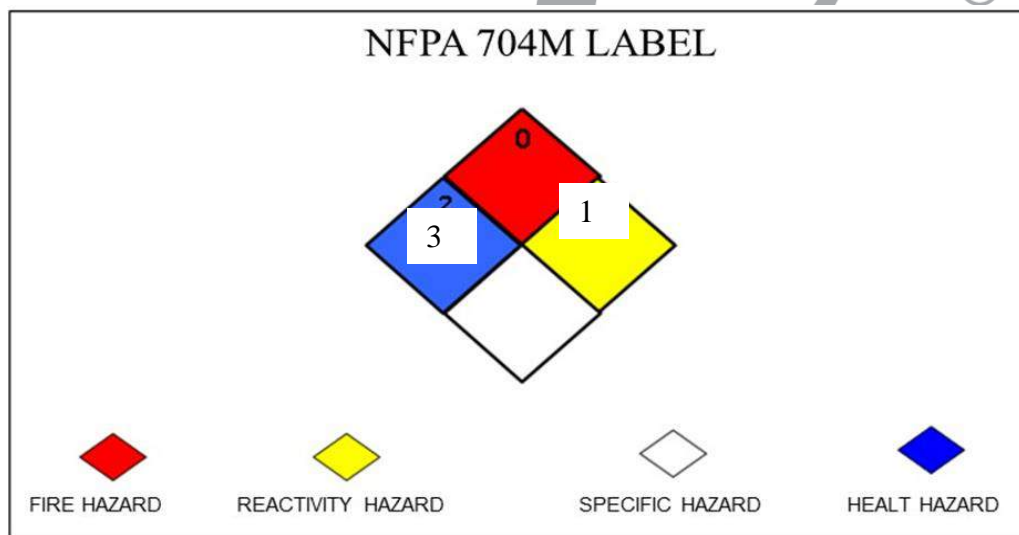 NFPA 704M LABEL
0
3
1
FIRE HAZARD
REACTIVITY HAZARD
SPECIFIC HAZARD
HEALT HAZARD